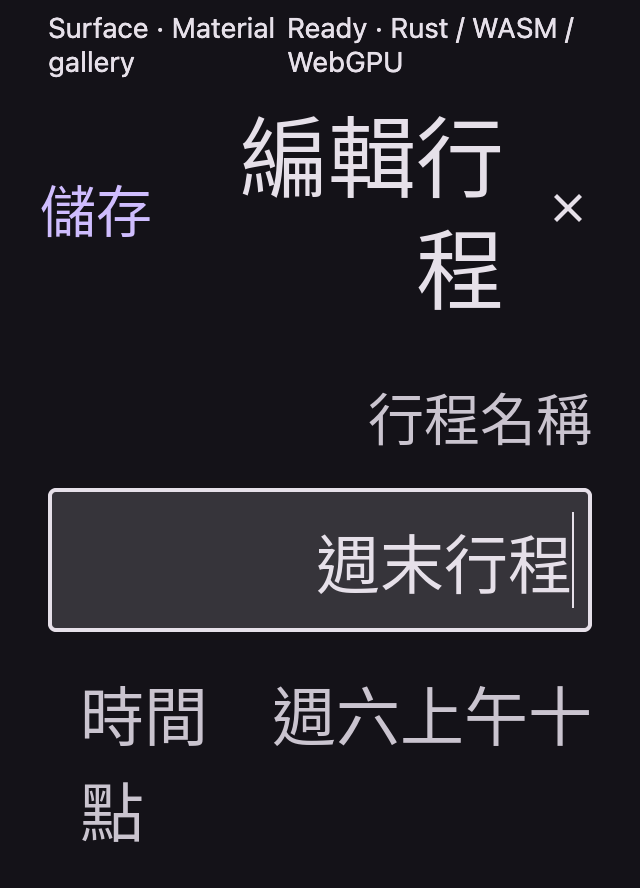 Surface · Material gallery
Ready · Rust / WASM / WebGPU
儲存
編輯行
程
×
行程名稱
週末行程
時間 週六上午十
點